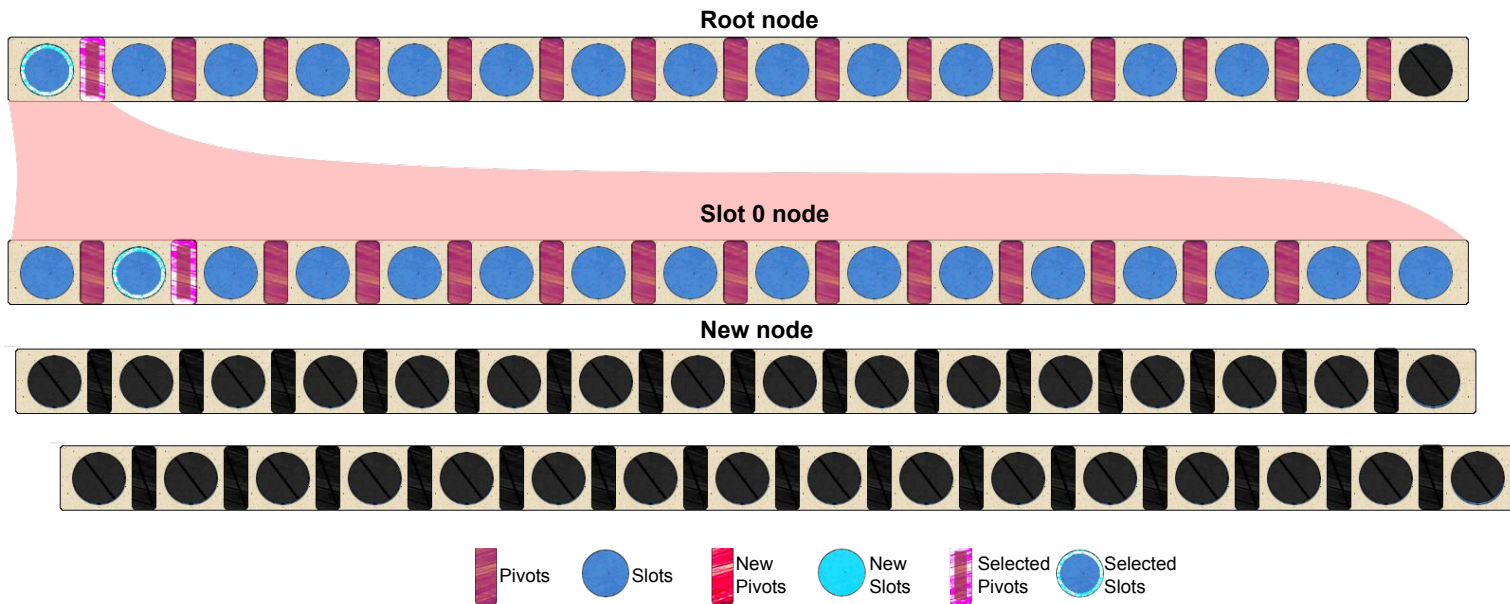 Root node
Slot 0 node
New node
Pivots
Slots
New
Pivots
New
Slots
Selected
Pivots
Selected
Slots